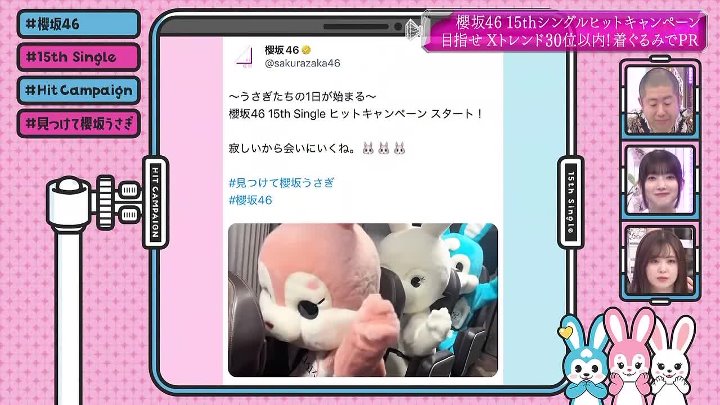 #櫻坂46
#15th Single
#Hit Campaign
#見つけて櫻坂うさぎ
櫻坂46 15thシングルヒットキャンペーン
目指せ Xトレンド30位以内!着ぐるみでPR
櫻坂46
@sakurazaka46
〜うさぎたちの1日が始まる〜
櫻坂46 15th Single ヒットキャンペーン スタート！
寂しいから会いにいくね。
#見つけて櫻坂うさぎ
#櫻坂46
HIT CAMPAIGN
15th Single